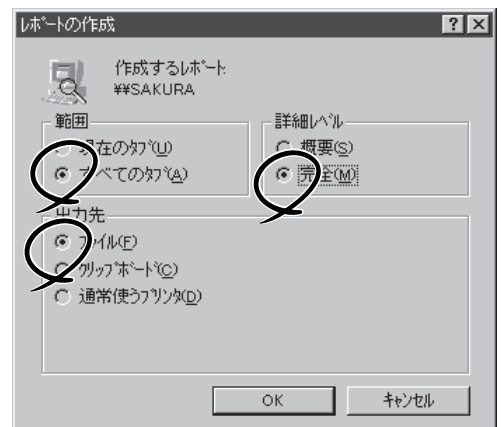 レポートの作成
作成するレポート:
¥¥SAKURA
範囲
現在のタブ(U)
すべてのタブ(A)
詳細レベル
概要(S)
完全(M)
出力先
ファイル(F)
クリップボード(C)
通常使うプリンタ(D)
OK
キャンセル